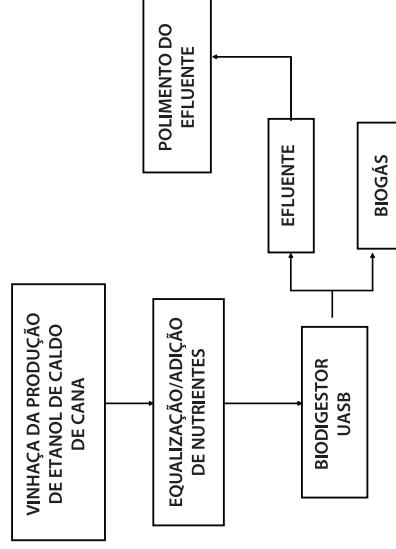 VINHAÇA DA PRODUÇÃO
DE ETANOL DE CALDO
DE CANA
EQUALIZAÇÃO/ADIÇÃO
DE NUTRIENTES
BIODIGESTOR
UASB
EFLUENTE
BIOGÁS
POLIMENTO DO
EFLUENTE